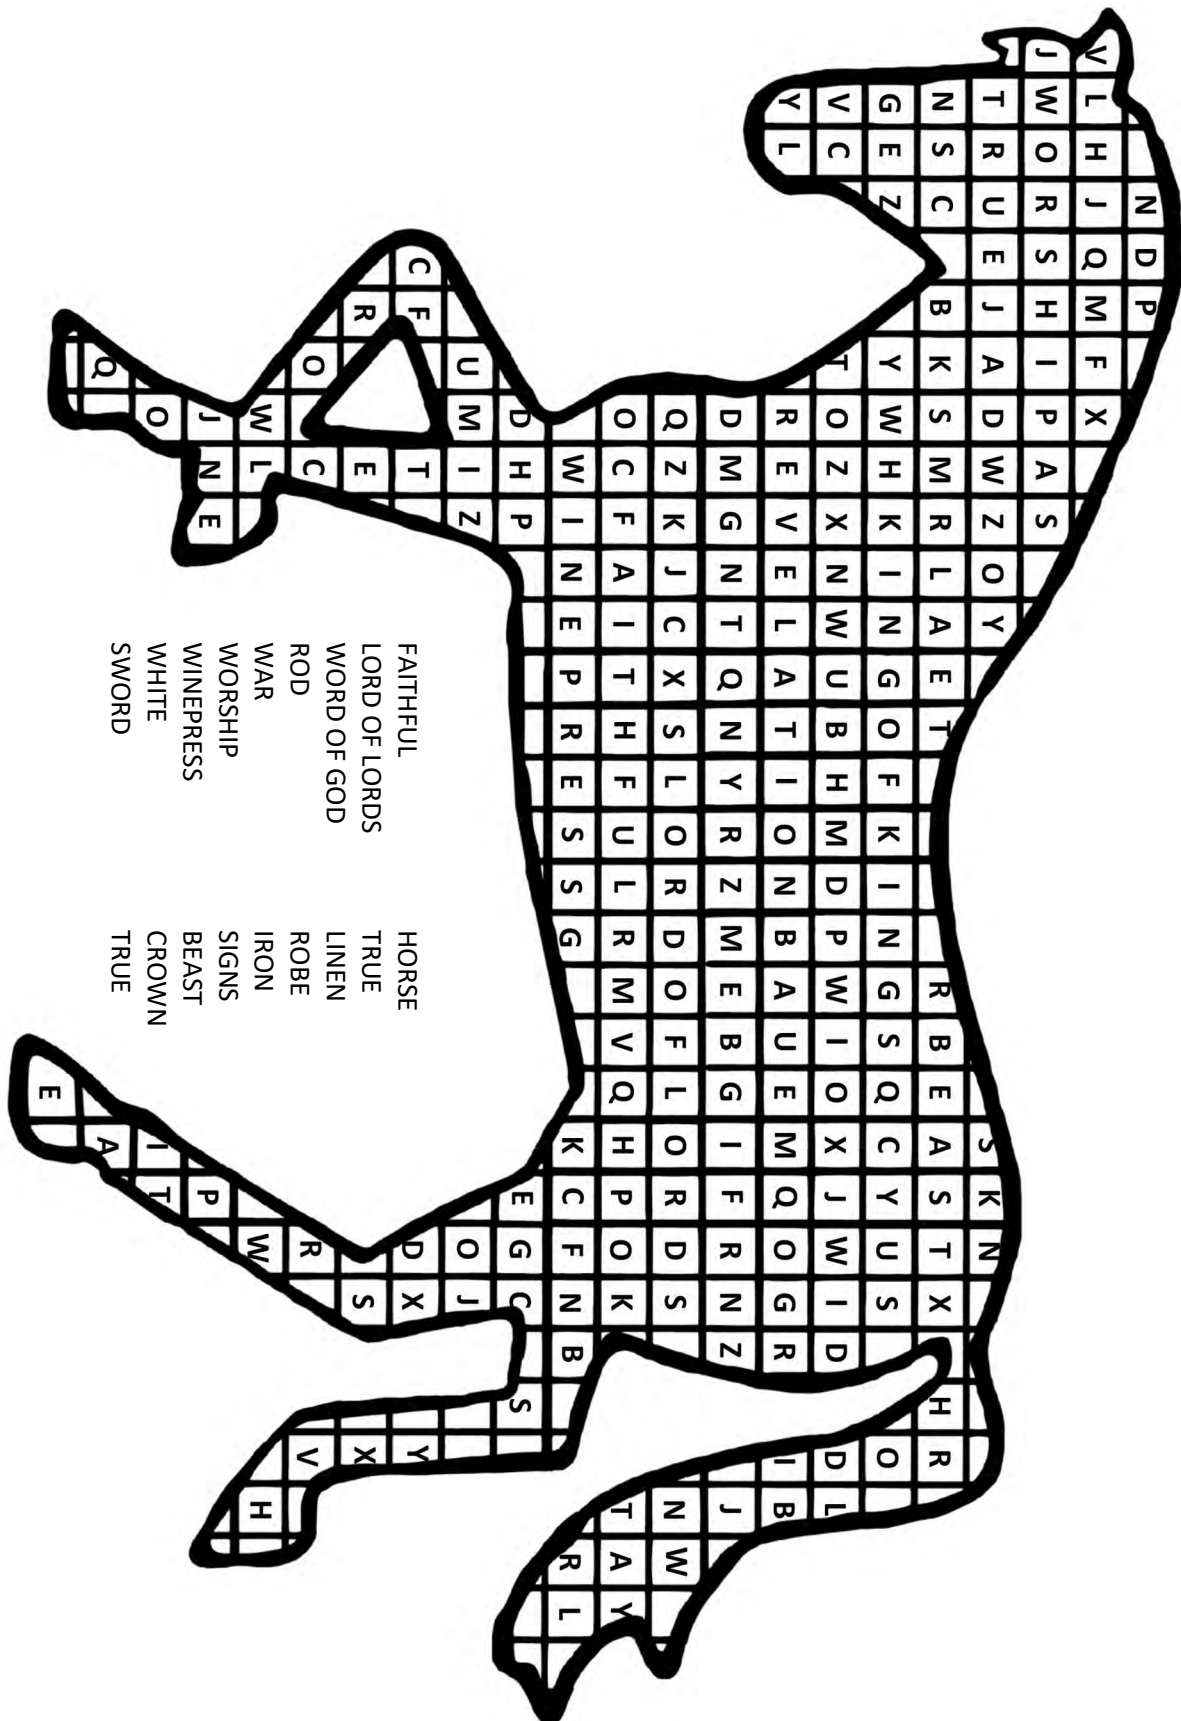 N D P
V L H J Q M F X
J W O R S H I P A S
T R U E J A D W Z O Y S K N
N S C B K S M R L A E T R B E A S T X H R
G E Z Y W H K I N G O F K I N G S Q C Y U S O
V C T O Z X N W U B H M D P W I O X J W I D D L
Y L R E V E L A T I O N B A U E M Q O G R I B
D M G N T Q N Y R Z M E B G I F R N Z J
Q Z K J C X S L O R D O F L O R D S N W
O C F A I T H F U L R M V Q H P O K T A Y
W I N E P R E S S G K C F N B R L
D H P E G C S
U M I Z O J
C F T D X Y
R E S X
O C R V
W L W H
J N E P
O I T
Q A
E
FAITHFUL
LORD OF LORDS
WORD OF GOD
ROD
WAR
WORSHIP
WINEPRESS
WHITE
SWORD
HORSE
TRUE
LINEN
ROBE
IRON
SIGNS
BEAST
CROWN
TRUE